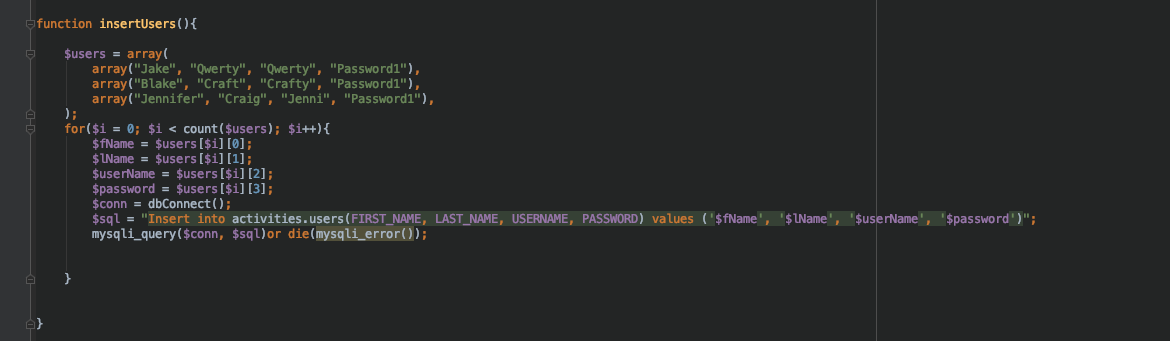 function insertUsers(){
$users = array(
array("Jake", "Qwerty", "Qwerty", "Password1"),
array("Blake", "Craft", "Crafty", "Password1"),
array("Jennifer", "Craig", "Jenni", "Password1"),
);
for($i = 0; $i < count($users); $i++){
$fName = $users[$i][0];
$lName = $users[$i][1];
$userName = $users[$i][2];
$password = $users[$i][3];
$conn = dbConnect();
$sql = "Insert into activities.users(FIRST_NAME, LAST_NAME, USERNAME, PASSWORD) values ('$fName', '$lName', '$userName', '$password')";
mysqli_query($conn, $sql)or die(mysqli_error());
}
}